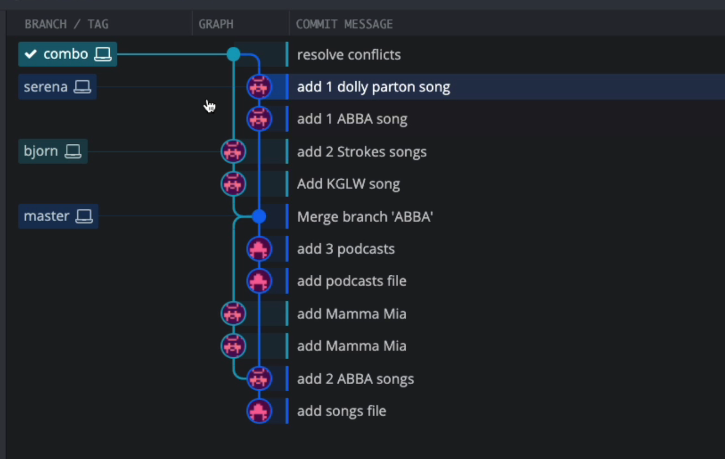 BRANCH / TAG GRAPH COMMIT MESSAGE
combo resolve conflicts
serena add 1 dolly parton song
add 1 ABBA song
bjorn add 2 Strokes songs
Add KGLW song
master Merge branch 'ABBA'
add 3 podcasts
add podcasts file
add Mamma Mia
add Mamma Mia
add 2 ABBA songs
add songs file